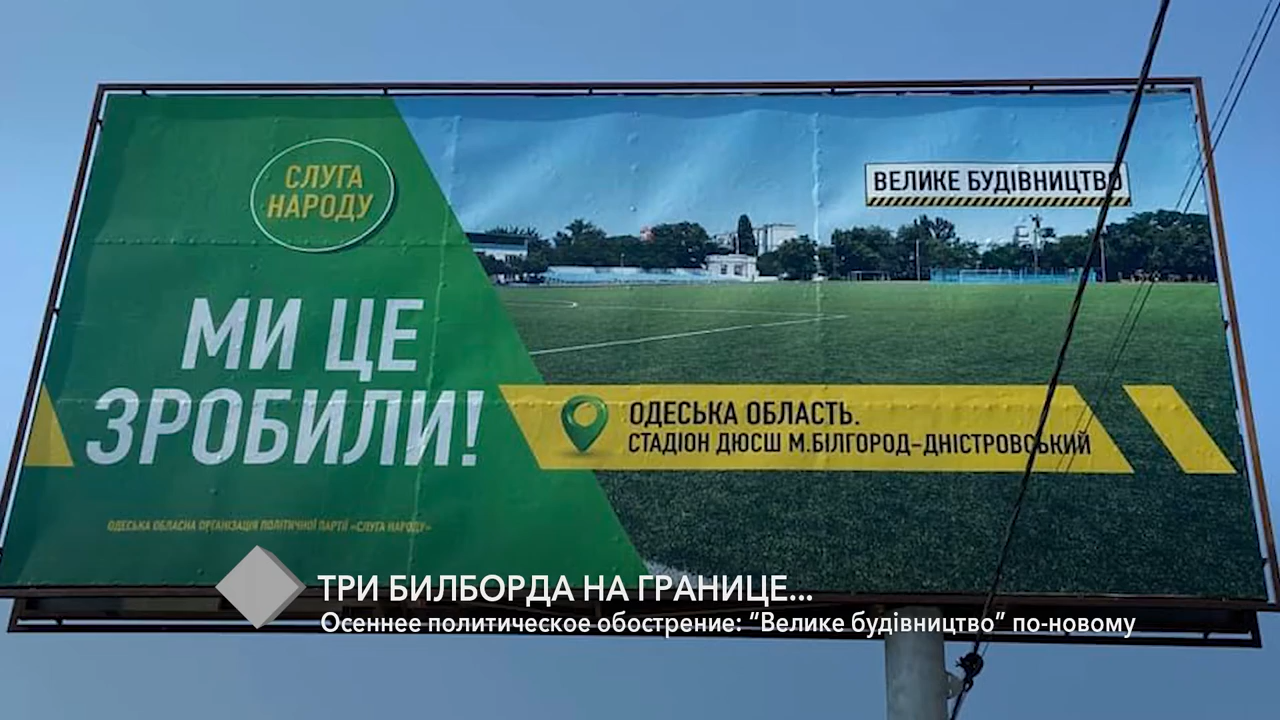 СЛУГА
НАРОДУ
ВЕЛИКЕ БУДІВНИЦТВО
МИ ЦЕ
ЗРОБИЛИ!
ОДЕСЬКА ОБЛАСТЬ.
СТАДІОН ДЮСШ М.БІЛГОРОД-ДНІСТРОВСЬКИЙ
ОДЕСЬКА ОБЛАСНА ОРГАНІЗАЦІЯ ПОЛІТИЧНОЇ ПАРТІЇ «СЛУГА НАРОДУ»
ТРИ БИЛБОРДА НА ГРАНИЦЕ...
Осеннее политическое обострение: "Велике будівництво" по-новому